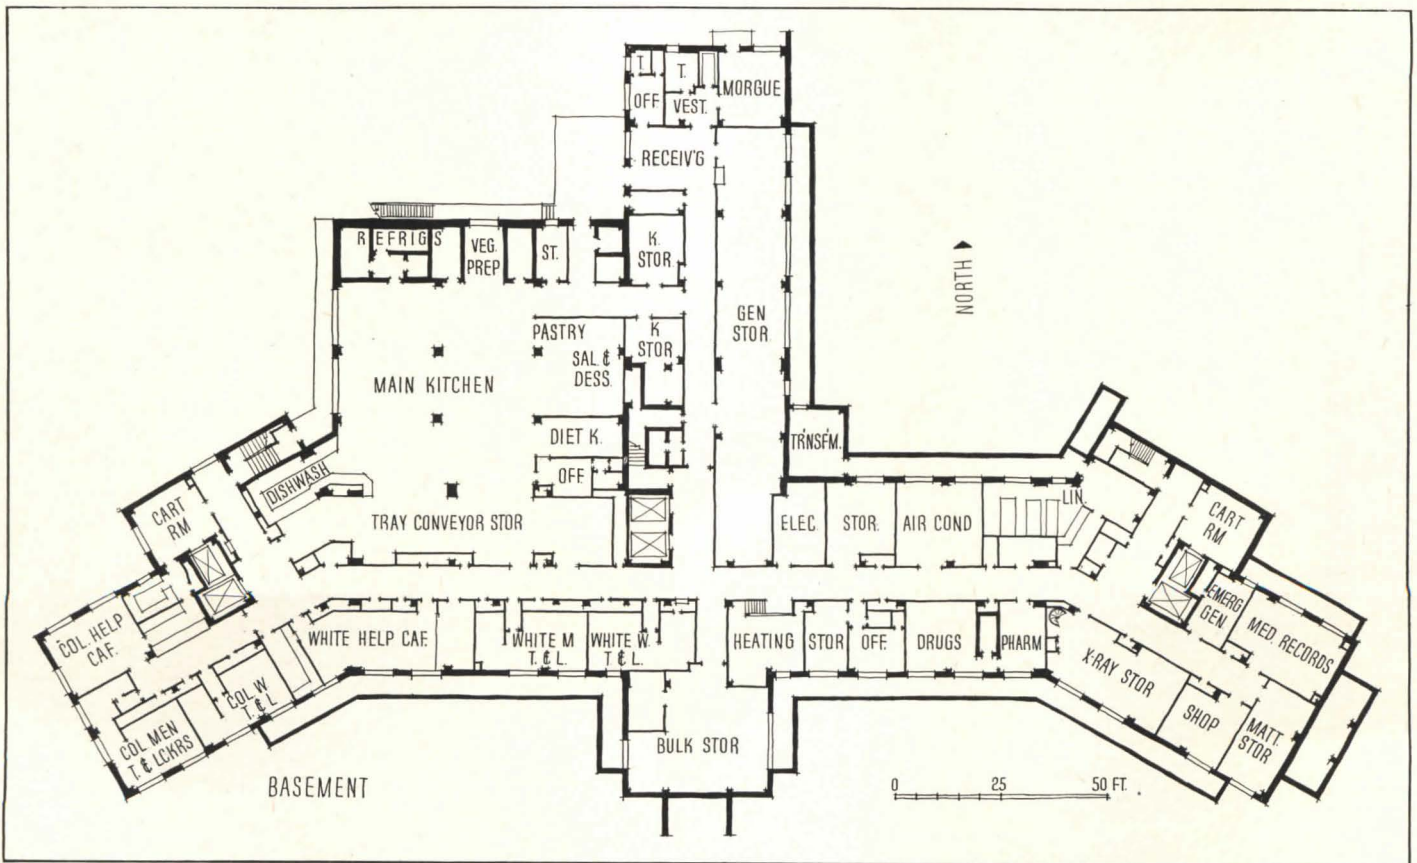 T.
T.
MORGUE
OFF
VEST.
RECEIV'G
REFRIGS
VEG.
PREP
ST.
K.
STOR
NORTH
GEN
STOR.
PASTRY
K
STOR
SAL. &
DESS.
MAIN KITCHEN
DIET K.
TR'NSF'M.
OFF.
DISHWASH
CART
RM
TRAY CONVEYOR STOR
ELEC.
STOR.
AIR COND
LIN.
CART
RM
COL. HELP
CAF.
WHITE HELP CAF.
WHITE M.
T. & L.
WHITE W.
T. & L.
HEATING
STOR
OFF.
DRUGS
PHARM
EMERG
GEN
MED. RECORDS
COL. W.
T. & L
COL. MEN
T. & LCKRS
X-RAY STOR
SHOP
MATT.
STOR
BULK STOR
BASEMENT
0 25 50 FT.